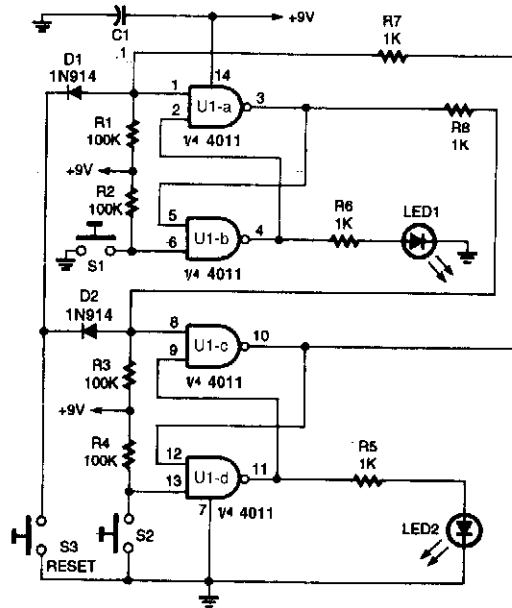 +9V
C1
.1
R7
1K
D1
1N914
14
1
2
3
U1-a
1/4 4011
R8
1K
R1
100K
+9V
R2
100K
5
6
4
U1-b
1/4 4011
R6
1K
LED1
S1
D2
1N914
8
9
10
U1-c
1/4 4011
R3
100K
+9V
R4
100K
12
13
11
U1-d
7
1/4 4011
R5
1K
LED2
S2
S3
RESET